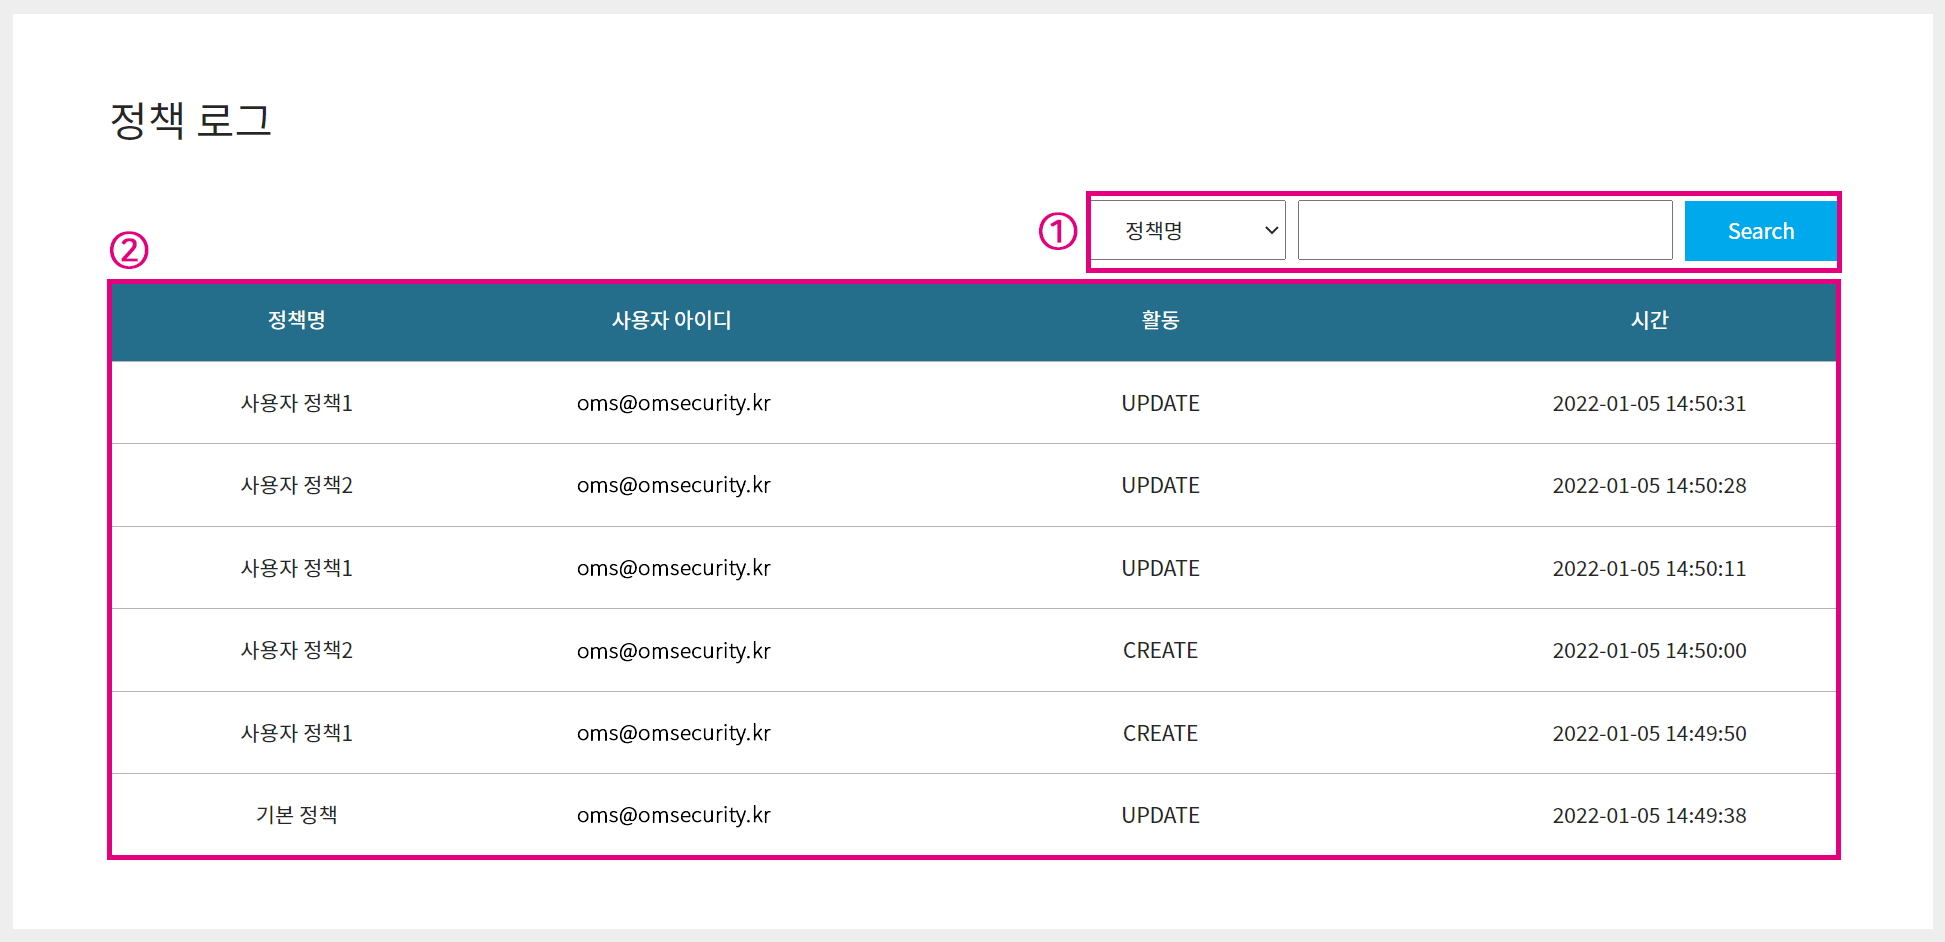 정책 로그
① 정책명 Search
②
정책명 사용자 아이디 활동 시간
사용자 정책1 oms@omsecurity.kr UPDATE 2022-01-05 14:50:31
사용자 정책2 oms@omsecurity.kr UPDATE 2022-01-05 14:50:28
사용자 정책1 oms@omsecurity.kr UPDATE 2022-01-05 14:50:11
사용자 정책2 oms@omsecurity.kr CREATE 2022-01-05 14:50:00
사용자 정책1 oms@omsecurity.kr CREATE 2022-01-05 14:49:50
기본 정책 oms@omsecurity.kr UPDATE 2022-01-05 14:49:38